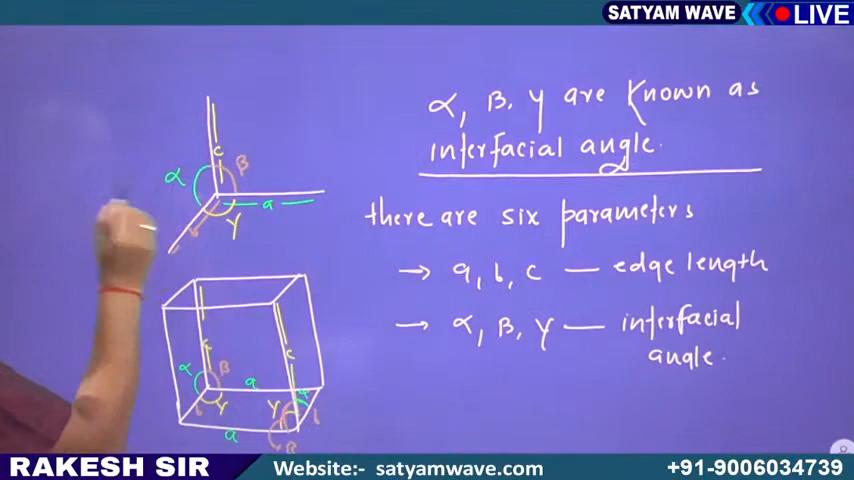 SATYAM WAVE LIVE
α, β, γ are known as
interfacial angle.
there are six parameters
→ a, b, c — edge length
→ α, β, γ — interfacial
angle.
c
α β
a
b γ
c c
α β a a
b γ γ b
a β
RAKESH SIR Website:- satyamwave.com +91-9006034739